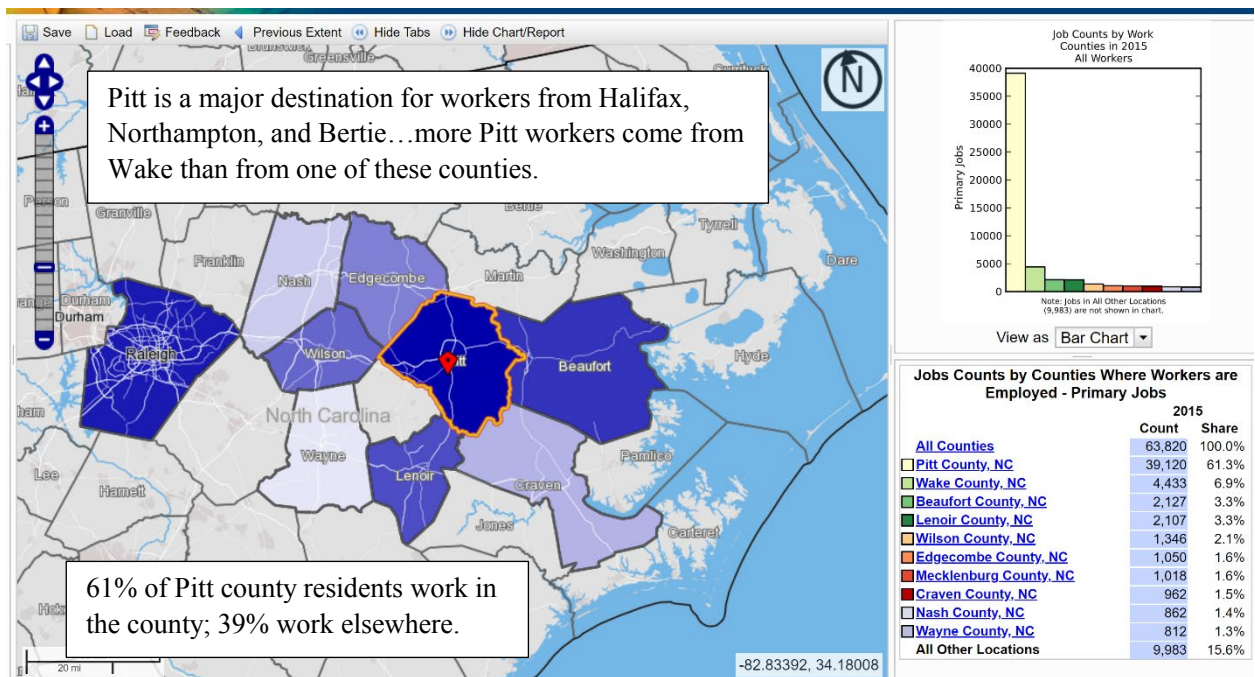 Save Load Feedback Previous Extent Hide Tabs Hide Chart/Report
Greensville
N
Pitt is a major destination for workers from Halifax,
Northampton, and Bertie…more Pitt workers come from
Wake than from one of these counties.
Person
Granville
Bertie
Tyrrell
Washington
Franklin
Nash
Edgecombe
Martin
Dare
Durham
Durham
Raleigh
Wilson
Beaufort
Hyde
North Carolina
Wayne
Lenoir
Craven
Pamlico
Lee
Harnett
Jones
Carteret
61% of Pitt county residents work in
the county; 39% work elsewhere.
20 mi
-82.83392, 34.18008
Job Counts by Work
Counties in 2015
All Workers
Primary Jobs
40000
35000
30000
25000
20000
15000
10000
5000
0
Note: Jobs in All Other Locations
(9,983) are not shown in chart.
View as Bar Chart
Jobs Counts by Counties Where Workers are
Employed - Primary Jobs
2015
Count Share
All Counties 63,820 100.0%
Pitt County, NC 39,120 61.3%
Wake County, NC 4,433 6.9%
Beaufort County, NC 2,127 3.3%
Lenoir County, NC 2,107 3.3%
Wilson County, NC 1,346 2.1%
Edgecombe County, NC 1,050 1.6%
Mecklenburg County, NC 1,018 1.6%
Craven County, NC 962 1.5%
Nash County, NC 862 1.4%
Wayne County, NC 812 1.3%
All Other Locations 9,983 15.6%